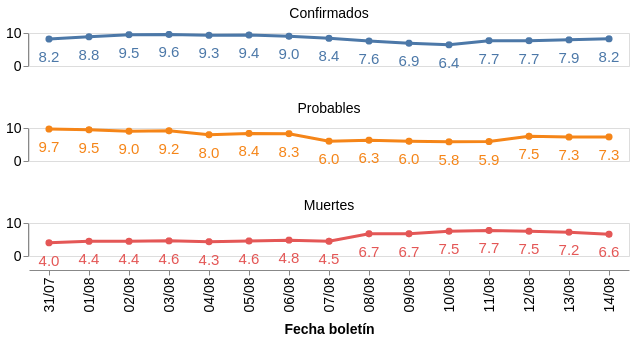 Confirmados
10
0
8.2 8.8 9.5 9.6 9.3 9.4 9.0 8.4 7.6 6.9 6.4 7.7 7.7 7.9 8.2
Probables
10
0
9.7 9.5 9.0 9.2 8.0 8.4 8.3 6.0 6.3 6.0 5.8 5.9 7.5 7.3 7.3
Muertes
10
0
4.0 4.4 4.4 4.6 4.3 4.6 4.8 4.5 6.7 6.7 7.5 7.7 7.5 7.2 6.6
31/07 01/08 02/08 03/08 04/08 05/08 06/08 07/08 08/08 09/08 10/08 11/08 12/08 13/08 14/08
Fecha boletín